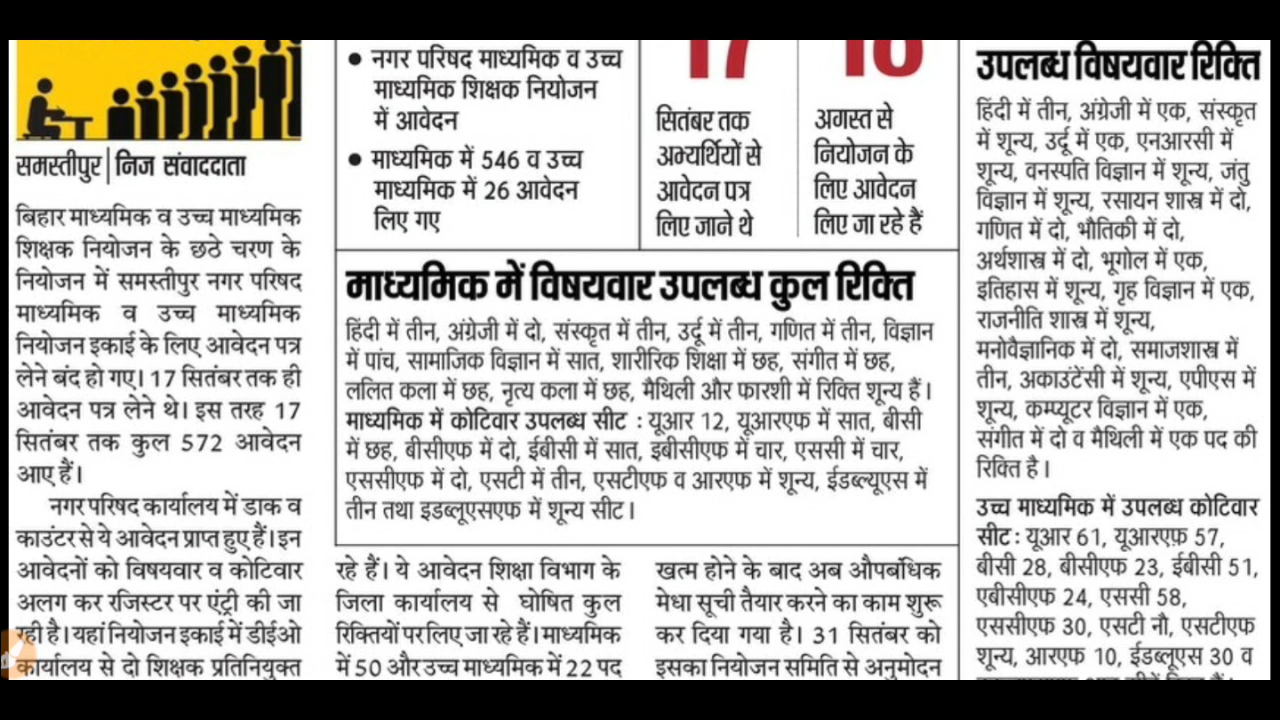 समस्तीपुर | निज संवाददाता
बिहार माध्यमिक व उच्च माध्यमिक
शिक्षक नियोजन के छठे चरण के
नियोजन में समस्तीपुर नगर परिषद
माध्यमिक व उच्च माध्यमिक
नियोजन इकाई के लिए आवेदन पत्र
लेने बंद हो गए। 17 सितंबर तक ही
आवेदन पत्र लेने थे। इस तरह 17
सितंबर तक कुल 572 आवेदन
आए हैं।
नगर परिषद कार्यालय में डाक व
काउंटर से ये आवेदन प्राप्त हुए हैं। इन
आवेदनों को विषयवार व कोटिवार
अलग कर रजिस्टर पर एंट्री की जा
रही है। यहां नियोजन इकाई में डीईओ
कार्यालय से दो शिक्षक प्रतिनियुक्त
• नगर परिषद माध्यमिक व उच्च
माध्यमिक शिक्षक नियोजन
में आवेदन
• माध्यमिक में 546 व उच्च
माध्यमिक में 26 आवेदन
लिए गए
17
सितंबर तक
अभ्यर्थियों से
आवेदन पत्र
लिए जाने थे
अगस्त से
नियोजन के
लिए आवेदन
लिए जा रहे हैं
माध्यमिक में विषयवार उपलब्ध कुल रिक्ति
हिंदी में तीन, अंग्रेजी में दो, संस्कृत में तीन, उर्दू में तीन, गणित में तीन, विज्ञान
में पांच, सामाजिक विज्ञान में सात, शारीरिक शिक्षा में छह, संगीत में छह,
ललित कला में छह, नृत्य कला में छह, मैथिली और फारशी में रिक्ति शून्य हैं।
माध्यमिक में कोटिवार उपलब्ध सीट : यूआर 12, यूआरएफ में सात, बीसी
में छह, बीसीएफ में दो, ईबीसी में सात, इबीसीएफ में चार, एससी में चार,
एससीएफ में दो, एसटी में तीन, एसटीएफ व आरएफ में शून्य, ईडब्ल्यूएस में
तीन तथा इडब्लूएसएफ में शून्य सीट।
रहे हैं। ये आवेदन शिक्षा विभाग के
जिला कार्यालय से घोषित कुल
रिक्तियों पर लिए जा रहे हैं। माध्यमिक
में 50 और उच्च माध्यमिक में 22 पद
खत्म होने के बाद अब औपबंधिक
मेधा सूची तैयार करने का काम शुरू
कर दिया गया है। 31 सितंबर को
इसका नियोजन समिति से अनुमोदन
उपलब्ध विषयवार रिक्ति
हिंदी में तीन, अंग्रेजी में एक, संस्कृत
में शून्य, उर्दू में एक, एनआरसी में
शून्य, वनस्पति विज्ञान में शून्य, जंतु
विज्ञान में शून्य, रसायन शास्त्र में दो,
गणित में दो, भौतिकी में दो,
अर्थशास्त्र में दो, भूगोल में एक,
इतिहास में शून्य, गृह विज्ञान में एक,
राजनीति शास्त्र में शून्य,
मनोवैज्ञानिक में दो, समाजशास्त्र में
तीन, अकाउंटेंसी में शून्य, एपीएस में
शून्य, कम्प्यूटर विज्ञान में एक,
संगीत में दो व मैथिली में एक पद की
रिक्ति है।
उच्च माध्यमिक में उपलब्ध कोटिवार
सीट : यूआर 61, यूआरएफ़ 57,
बीसी 28, बीसीएफ 23, ईबीसी 51,
एबीसीएफ 24, एससी 58,
एससीएफ 30, एसटी नौ, एसटीएफ
शून्य, आरएफ 10, ईडब्लूएस 30 व